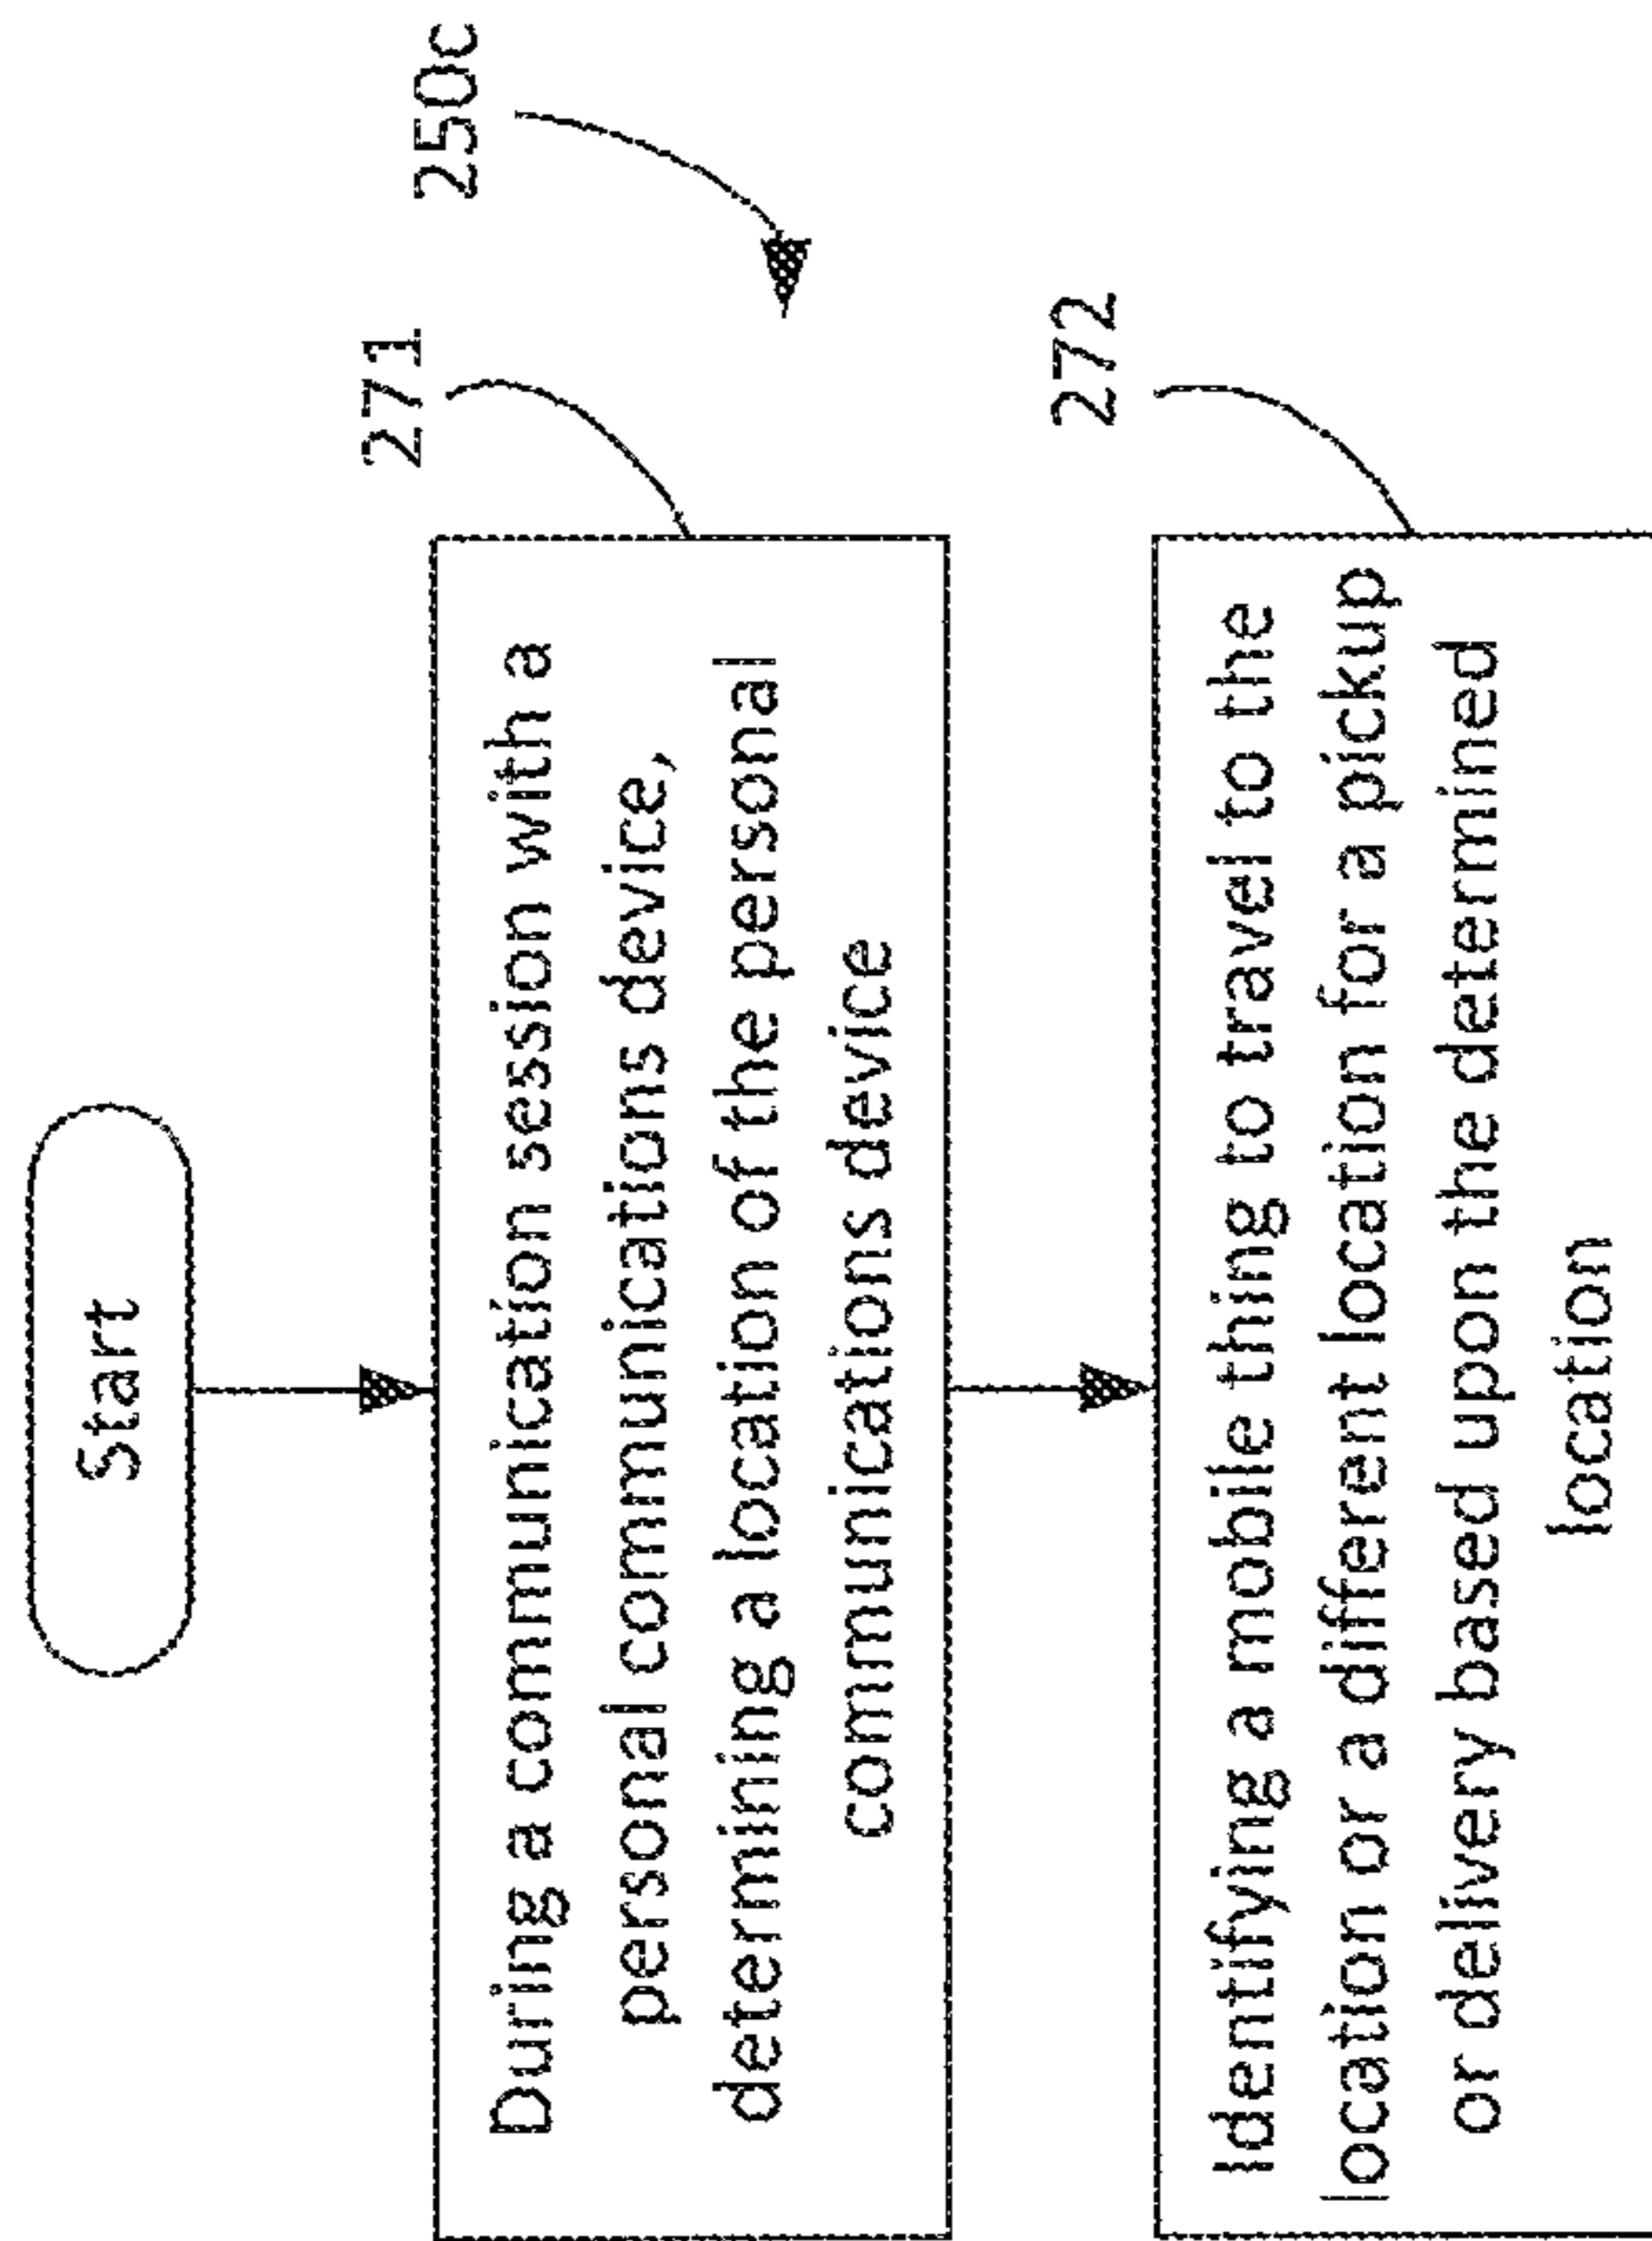 Start
250c
271
During a communication session with a
personal communications device,
determining a location of the personal
communications device
272
Identifying a mobile thing to travel to the
location or a different location for a pickup
or delivery based upon the determined
location